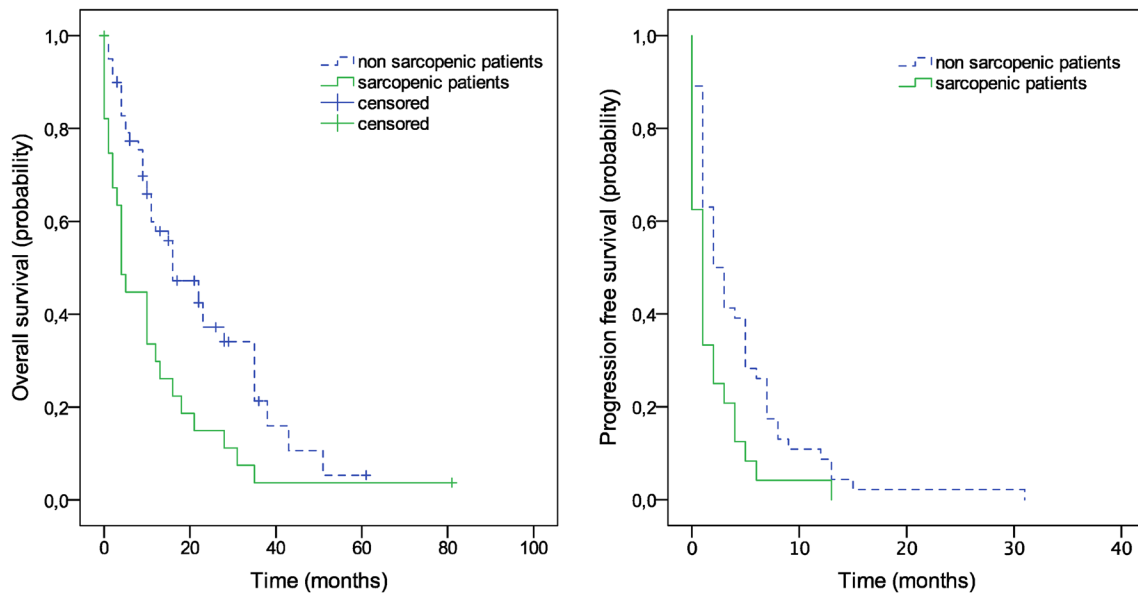 Overall survival (probability)
1,0
0,8
0,6
0,4
0,2
0,0
non sarcopenic patients
sarcopenic patients
censored
censored
0 20 40 60 80 100
Time (months)
Progression free survival (probability)
1,0
0,8
0,6
0,4
0,2
0,0
non sarcopenic patients
sarcopenic patients
0 10 20 30 40
Time (months)